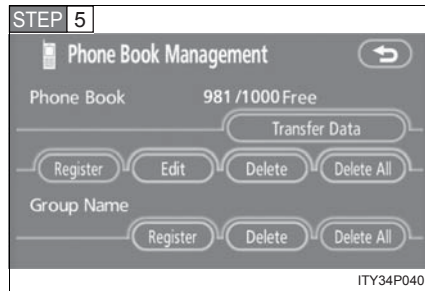 STEP 5
Phone Book Management
Phone Book 981/1000 Free
Transfer Data
Register Edit Delete Delete All
Group Name
Register Delete Delete All
ITY34P040